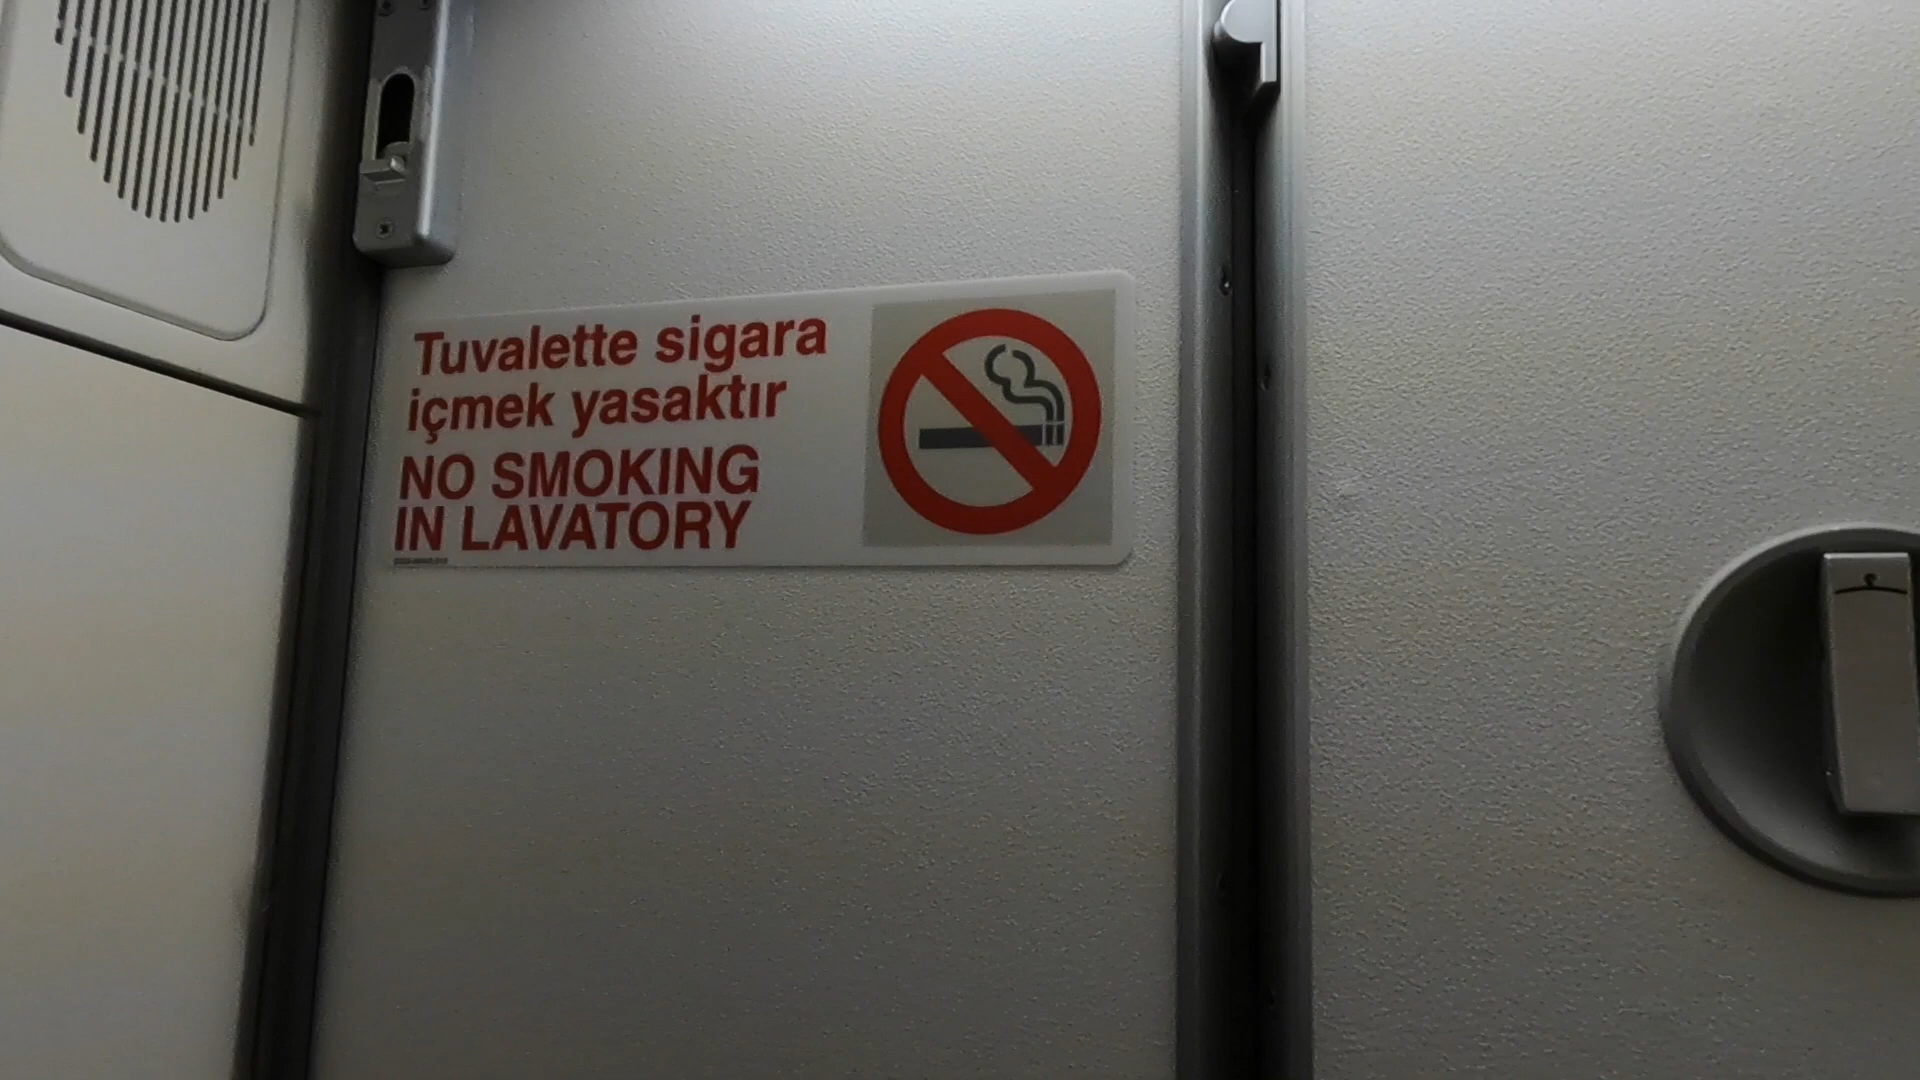 Tuvalette sigara
içmek yasaktır
NO SMOKING
IN LAVATORY